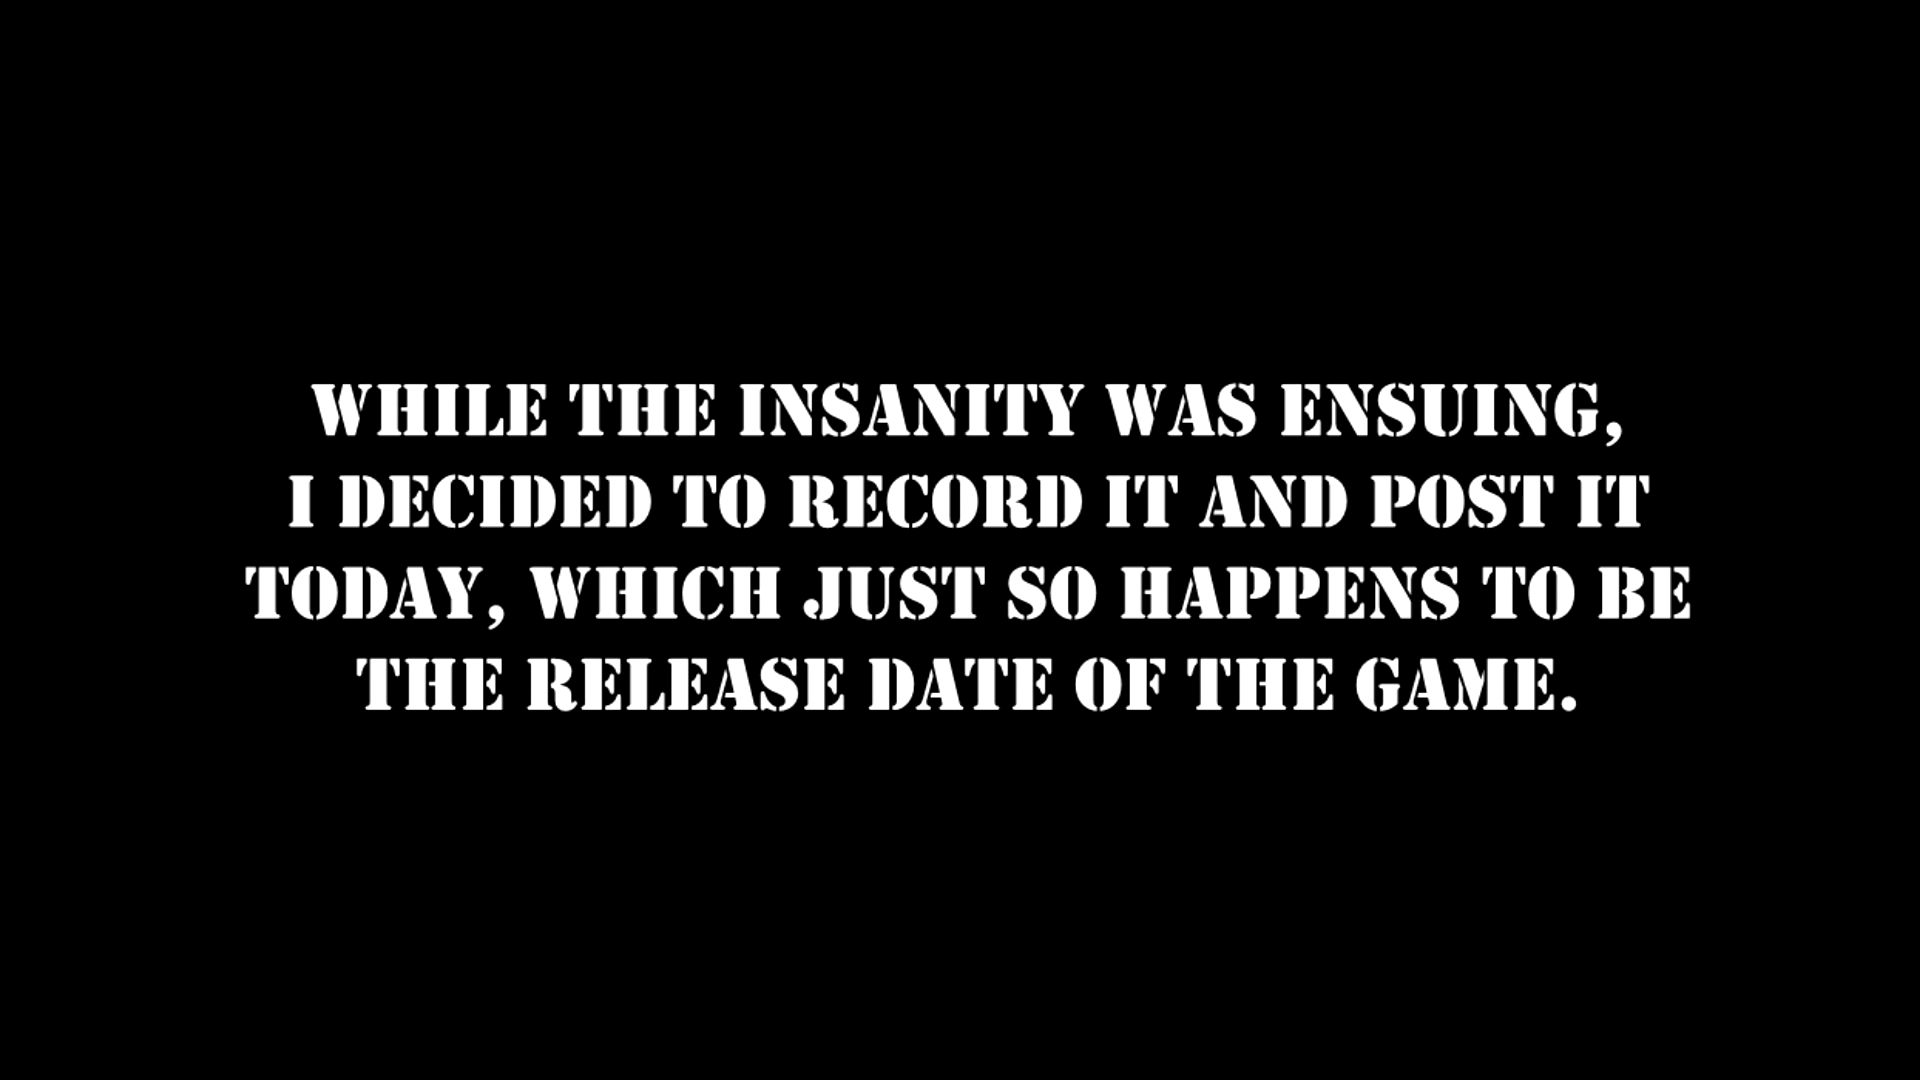 WHILE THE INSANITY WAS ENSUING,
I DECIDED TO RECORD IT AND POST IT
TODAY, WHICH JUST SO HAPPENS TO BE
THE RELEASE DATE OF THE GAME.